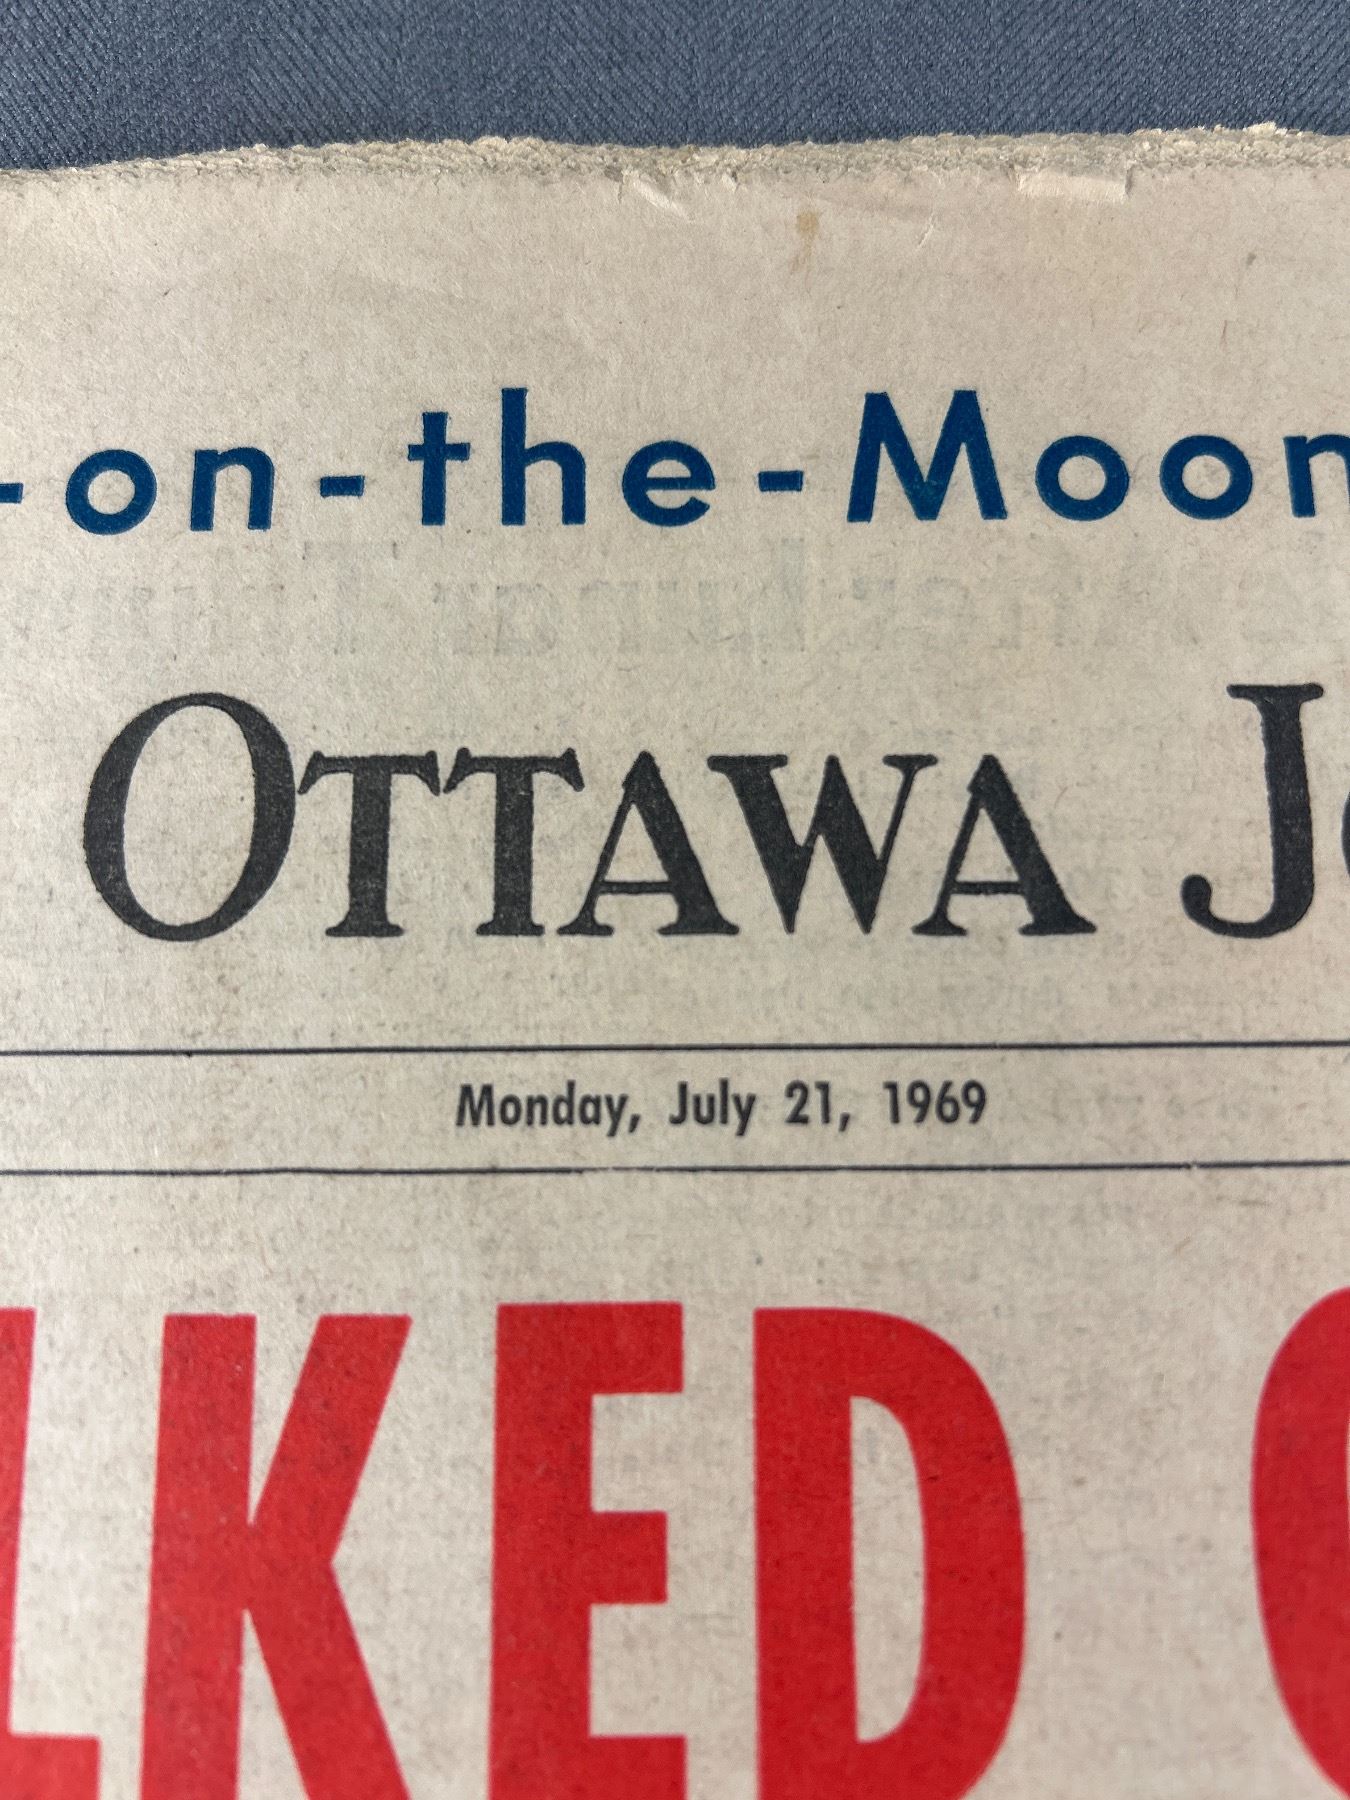 -on-the-Moon
OTTAWA J
Monday, July 21, 1969
LKED